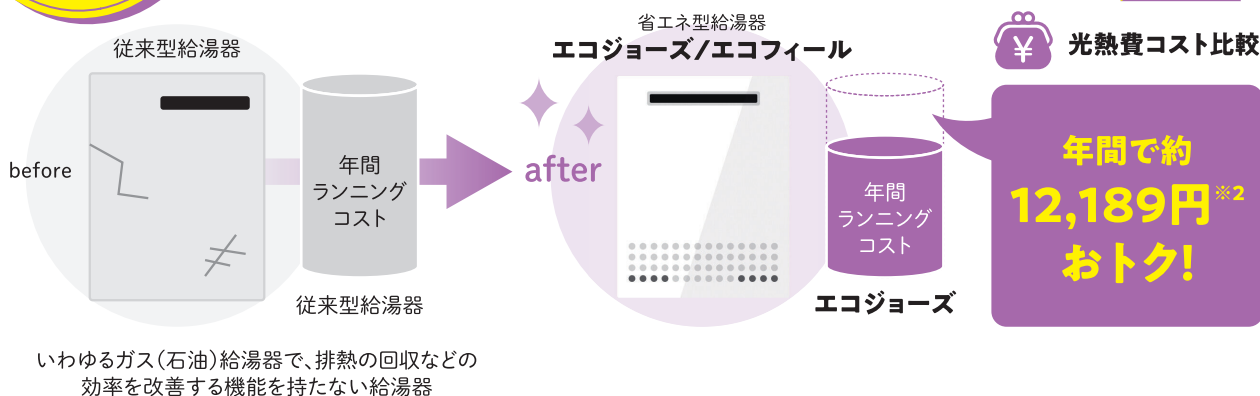 従来型給湯器
before
年間
ランニング
コスト
従来型給湯器
いわゆるガス(石油)給湯器で、排熱の回収などの
効率を改善する機能を持たない給湯器
省エネ型給湯器
エコジョーズ/エコフィール
after
年間
ランニング
コスト
エコジョーズ
¥
光熱費コスト比較
年間で約
12,189円※2
おトク!